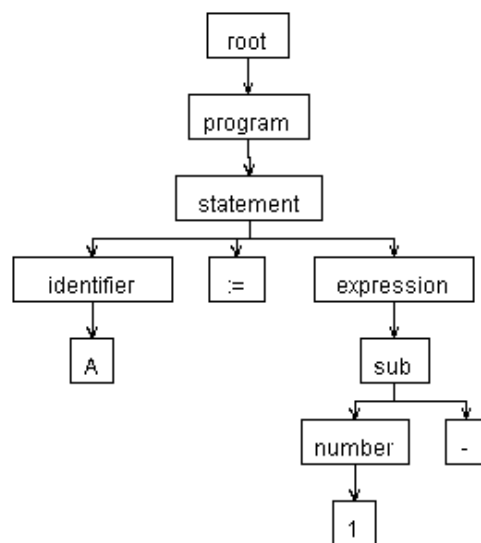 root
program
statement
identifier
:=
expression
A
sub
number
-
1